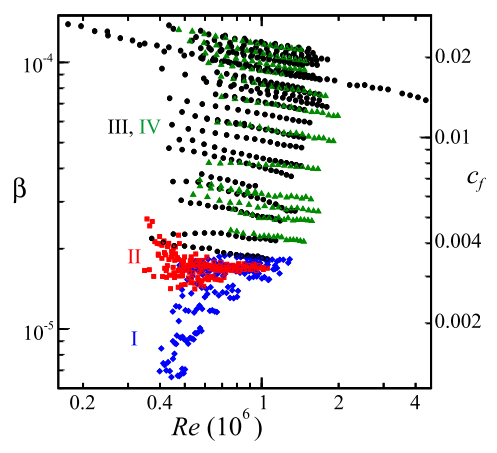 10⁻⁴
0.02
III, IV
0.01
β
c_f
II
0.004
10⁻⁵
I
0.002
0.2 0.4 1 2 4
Re (10⁶)